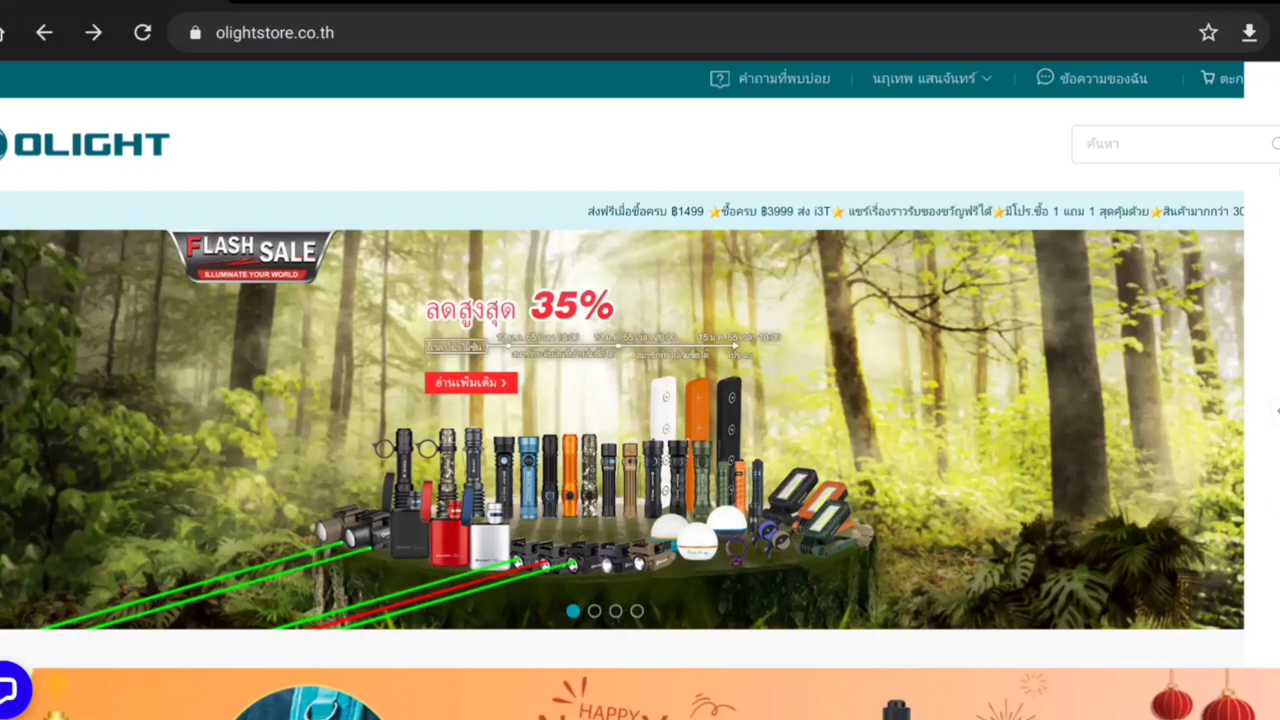 olightstore.co.th
คำถามที่พบบ่อย
นฤเทพ แสนจันทร์
ข้อความของฉัน
OLIGHT
ค้นหา
ส่งฟรีเมื่อซื้อครบ ฿1499 ⭐ซื้อครบ ฿3999 ส่ง i3T⭐ แชร์เรื่องราวรับของขวัญฟรีได้⭐มีโปร.ซื้อ 1 แถม 1 สุดคุ้มด้วย⭐สินค้ามากกว่า 30
FLASH SALE
ILLUMINATE YOUR WORLD
ลดสูงสุด 35%
อ่านเพิ่มเติม
HAPPY